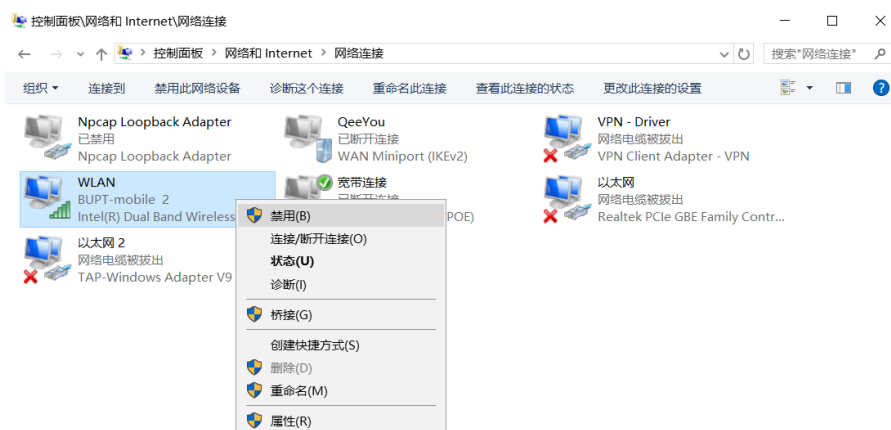 控制面板\网络和 Internet\网络连接
控制面板 > 网络和 Internet > 网络连接
搜索"网络连接"
组织 连接到 禁用此网络设备 诊断这个连接 重命名此连接 查看此连接的状态 更改此连接的设置
Npcap Loopback Adapter
已禁用
Npcap Loopback Adapter
QeeYou
已断开连接
WAN Miniport (IKEv2)
VPN - Driver
网络电缆被拔出
VPN Client Adapter - VPN
WLAN
BUPT-mobile 2
Intel(R) Dual Band Wireless
宽带连接
已断开连接
POE)
以太网
网络电缆被拔出
Realtek PCIe GBE Family Contr...
以太网 2
网络电缆被拔出
TAP-Windows Adapter V9
禁用(B)
连接/断开连接(O)
状态(U)
诊断(I)
桥接(G)
创建快捷方式(S)
删除(D)
重命名(M)
属性(R)